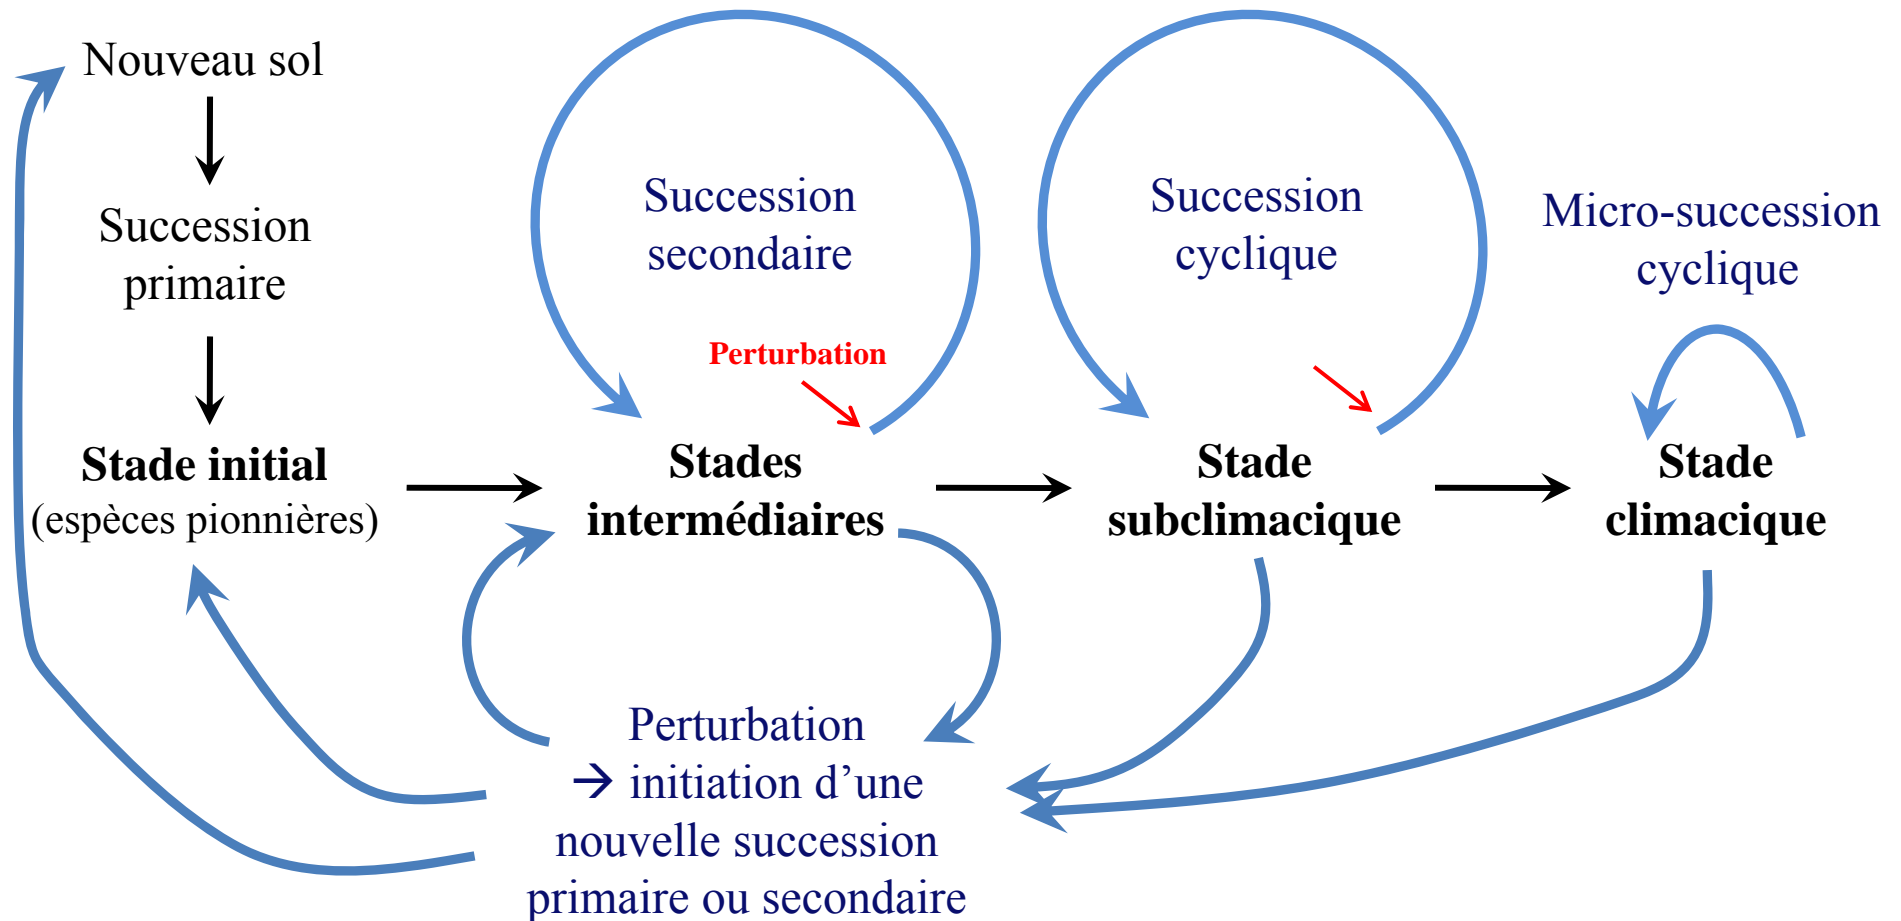 Nouveau sol
Succession
primaire
Stade initial
(espèces pionnières)
Succession
secondaire
Perturbation
Stades
intermédiaires
Succession
cyclique
Stade
subclimacique
Micro-succession
cyclique
Stade
climacique
Perturbation
→ initiation d’une
nouvelle succession
primaire ou secondaire